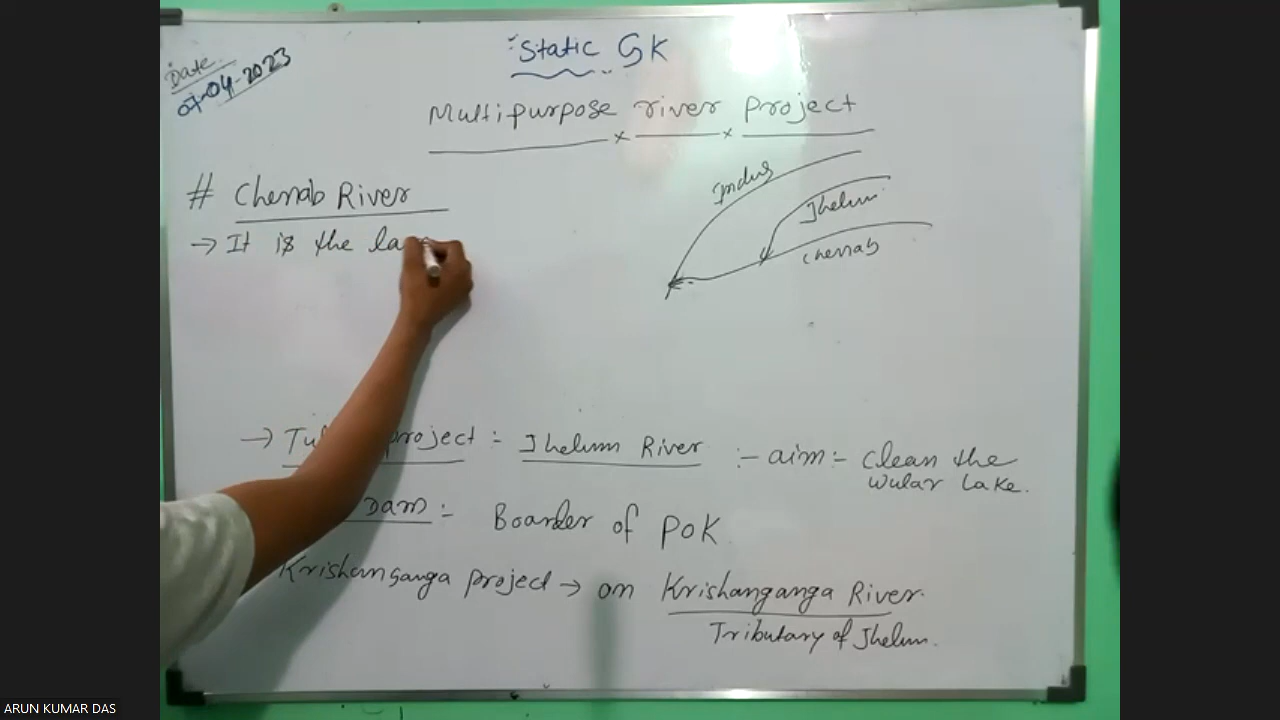 Date
07-04-2023
Static GK
Multipurpose river project
# Chenab River
Indus
Jhelum
Chenab
→ It is the la
→ project :- Jhelum River :- aim :- Clean the
wular Lake.
Dam :- Boarder of POK
Krishanganga project → on Krishanganga River.
Tributary of Jhelum.
ARUN KUMAR DAS